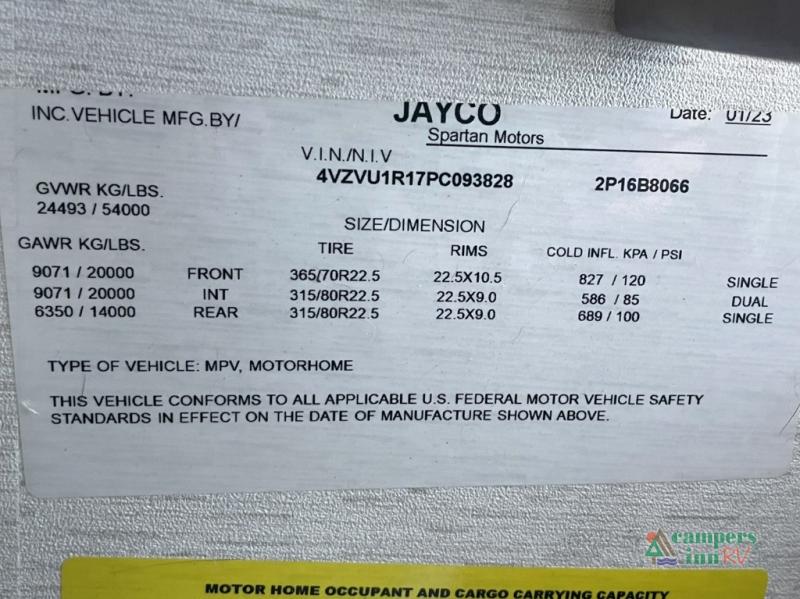 MFG. BY:
INC.VEHICLE MFG.BY/ JAYCO Date: 01/23
Spartan Motors
V.I.N./N.I.V
GVWR KG/LBS. 4VZVU1R17PC093828 2P16B8066
24493 / 54000
SIZE/DIMENSION
GAWR KG/LBS. TIRE RIMS COLD INFL. KPA / PSI
9071 / 20000 FRONT 365/70R22.5 22.5X10.5 827 / 120 SINGLE
9071 / 20000 INT 315/80R22.5 22.5X9.0 586 / 85 DUAL
6350 / 14000 REAR 315/80R22.5 22.5X9.0 689 / 100 SINGLE
TYPE OF VEHICLE: MPV, MOTORHOME
THIS VEHICLE CONFORMS TO ALL APPLICABLE U.S. FEDERAL MOTOR VEHICLE SAFETY
STANDARDS IN EFFECT ON THE DATE OF MANUFACTURE SHOWN ABOVE.
campers
inn RV
MOTOR HOME OCCUPANT AND CARGO CARRYING CAPACITY